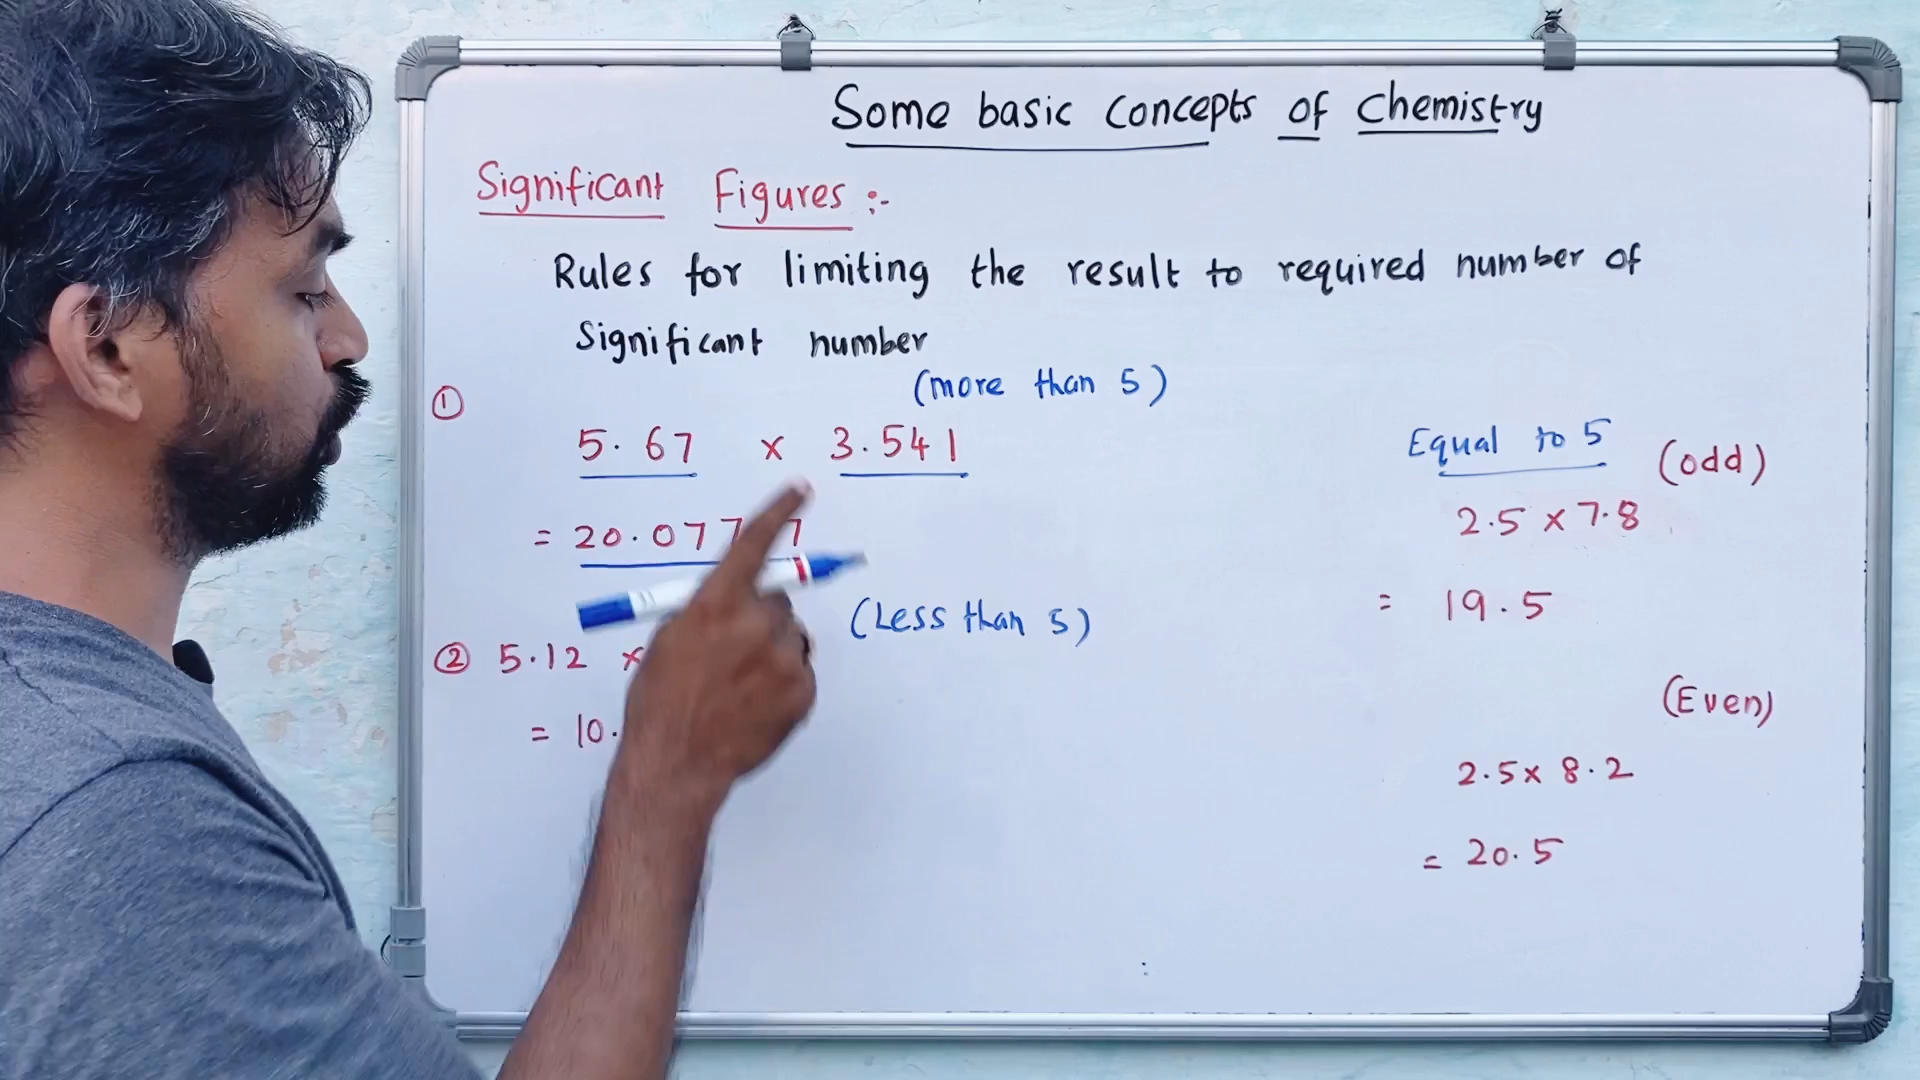 Some basic concepts of Chemistry
Significant Figures :-
Rules for limiting the result to required number of
Significant number
(more than 5)
① 5.67 x 3.541
= 20.077 7
② 5.12 x
(Less than 5)
= 10.
Equal to 5 (odd)
2.5 x 7.8
= 19.5
(Even)
2.5 x 8.2
= 20.5